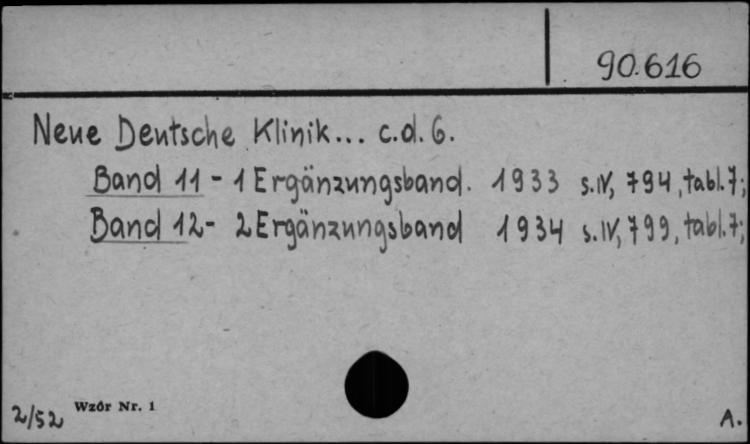 90.616
Neue Deutsche Klinik... c.d. 6.
Band 11 - 1 Ergänzungsband. 1933 s. IV, 794, tabl. 7;
Band 12 - 2 Ergänzungsband 1934 s. IV, 799, tabl. 7;
2/52 Wzór Nr. 1 A.